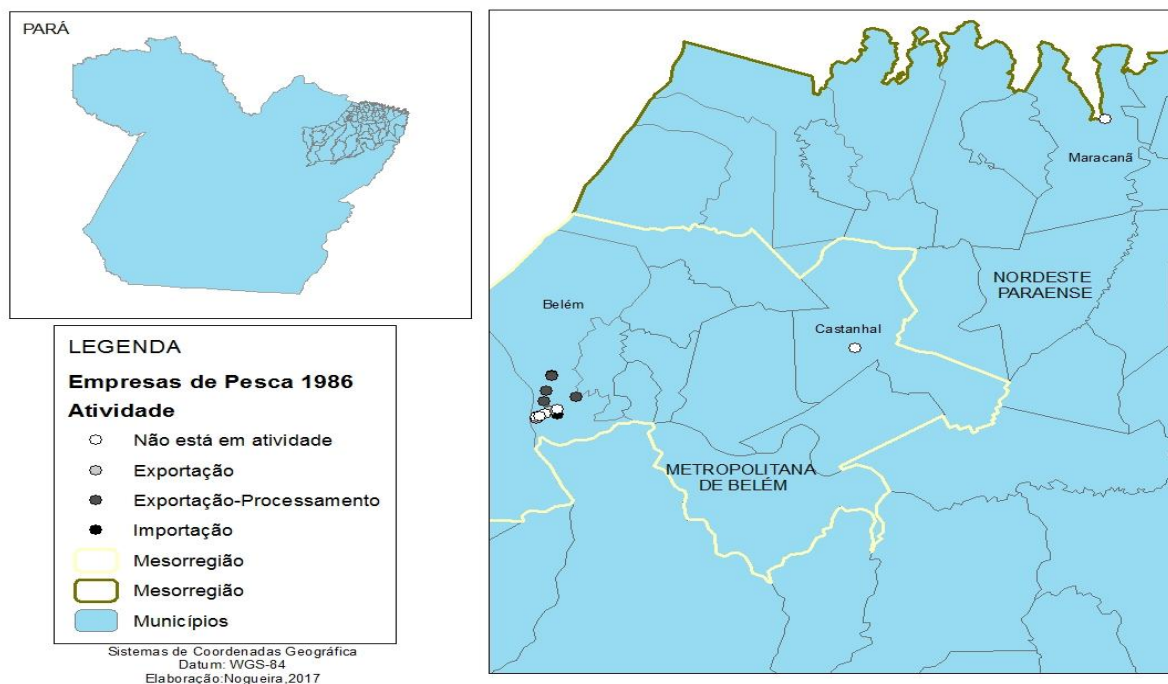 PARÁ
LEGENDA
Empresas de Pesca 1986
Atividade
Não está em atividade
Exportação
Exportação-Processamento
Importação
Mesorregião
Mesorregião
Municípios
Sistemas de Coordenadas Geográfica
Datum: WGS-84
Elaboração:Nogueira,2017
Maracanã
NORDESTE
PARAENSE
Belém
Castanhal
METROPOLITANA
DE BELÉM